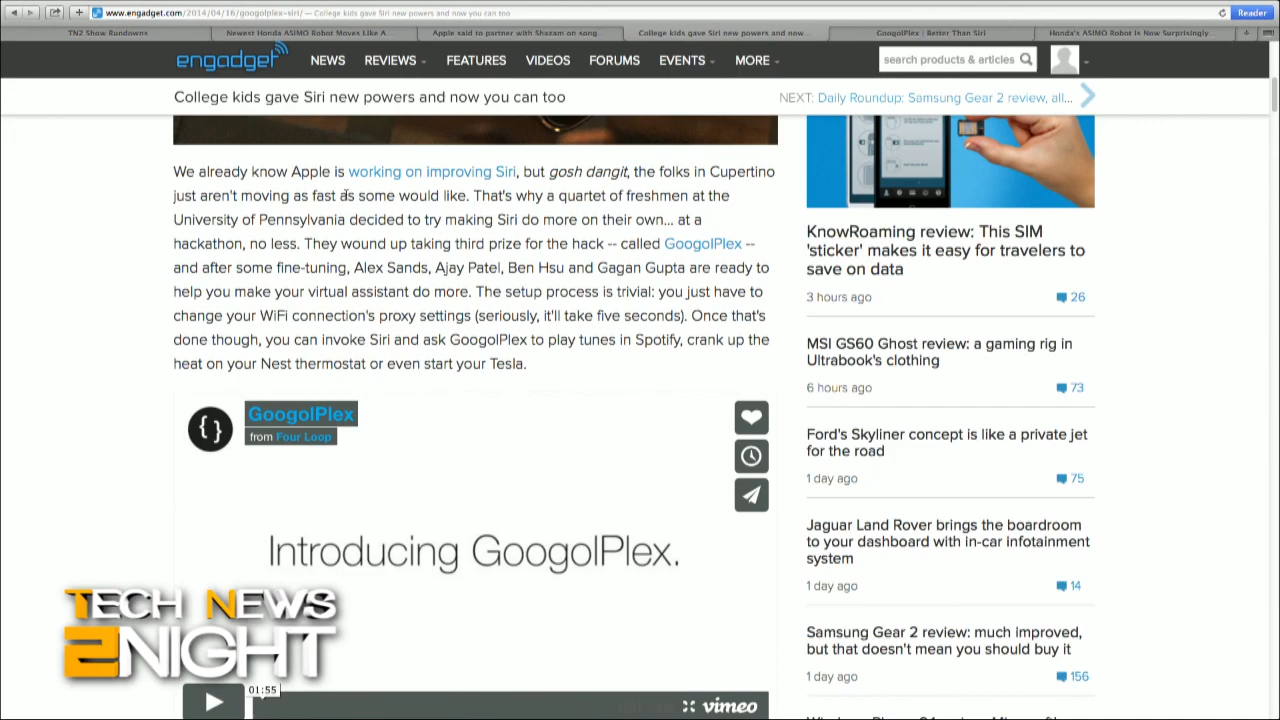 www.engadget.com/2014/04/16/googolplex-siri/ — College kids gave Siri new powers and now you can too
Reader
TN2 Show Rundowns
Newest Honda ASIMO Robot Moves Like A...
Apple said to partner with Shazam on song...
College kids gave Siri new powers and now...
GoogolPlex | Better Than Siri
Honda's ASIMO Robot Is Now Surprisingly...
engadget
NEWS
REVIEWS
FEATURES
VIDEOS
FORUMS
EVENTS
MORE
search products & articles
College kids gave Siri new powers and now you can too
NEXT: Daily Roundup: Samsung Gear 2 review, all...
We already know Apple is working on improving Siri, but gosh dangit, the folks in Cupertino
just aren't moving as fast as some would like. That's why a quartet of freshmen at the
University of Pennsylvania decided to try making Siri do more on their own... at a
hackathon, no less. They wound up taking third prize for the hack -- called GoogolPlex --
and after some fine-tuning, Alex Sands, Ajay Patel, Ben Hsu and Gagan Gupta are ready to
help you make your virtual assistant do more. The setup process is trivial: you just have to
change your WiFi connection's proxy settings (seriously, it'll take five seconds). Once that's
done though, you can invoke Siri and ask GoogolPlex to play tunes in Spotify, crank up the
heat on your Nest thermostat or even start your Tesla.
GoogolPlex
from Four Loop
Introducing GoogolPlex.
TECH NEWS
2NIGHT
01:55
vimeo
KnowRoaming review: This SIM
'sticker' makes it easy for travelers to
save on data
3 hours ago
26
MSI GS60 Ghost review: a gaming rig in
Ultrabook's clothing
6 hours ago
73
Ford's Skyliner concept is like a private jet
for the road
1 day ago
75
Jaguar Land Rover brings the boardroom
to your dashboard with in-car infotainment
system
1 day ago
14
Samsung Gear 2 review: much improved,
but that doesn't mean you should buy it
1 day ago
156